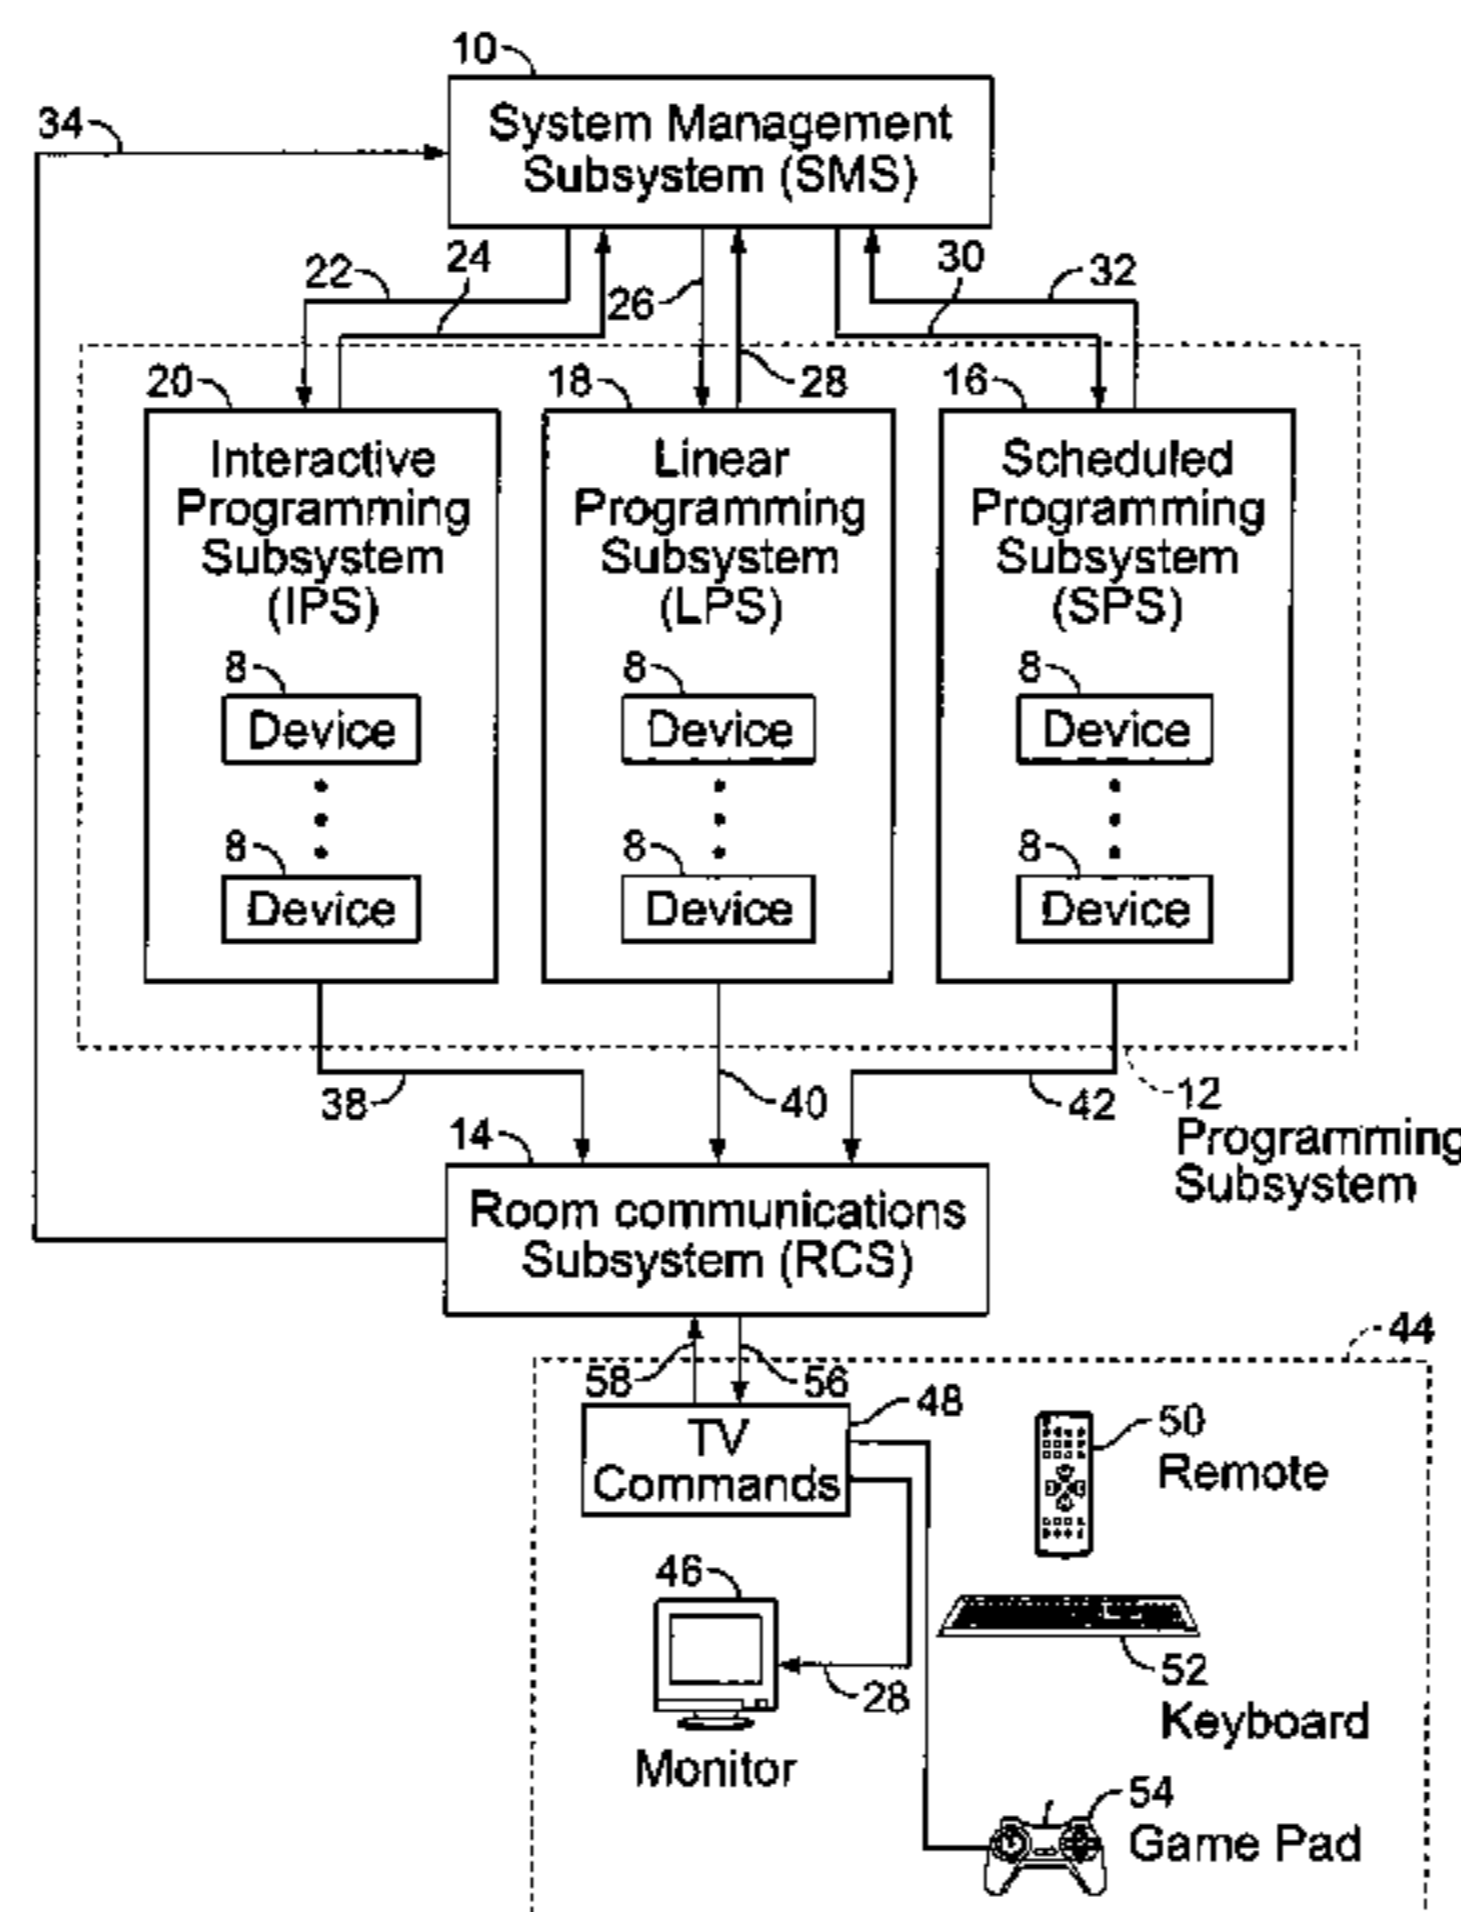 10
System Management
Subsystem (SMS)
34
22
24
26
30
32
28
20
18
16
Interactive
Programming
Subsystem
(IPS)
8
Device
8
Device
Linear
Programming
Subsystem
(LPS)
8
Device
8
Device
Scheduled
Programming
Subsystem
(SPS)
8
Device
8
Device
38
40
42
12
Programming
Subsystem
14
Room communications
Subsystem (RCS)
44
58
56
48
TV
Commands
50
Remote
46
Monitor
28
52
Keyboard
54
Game Pad